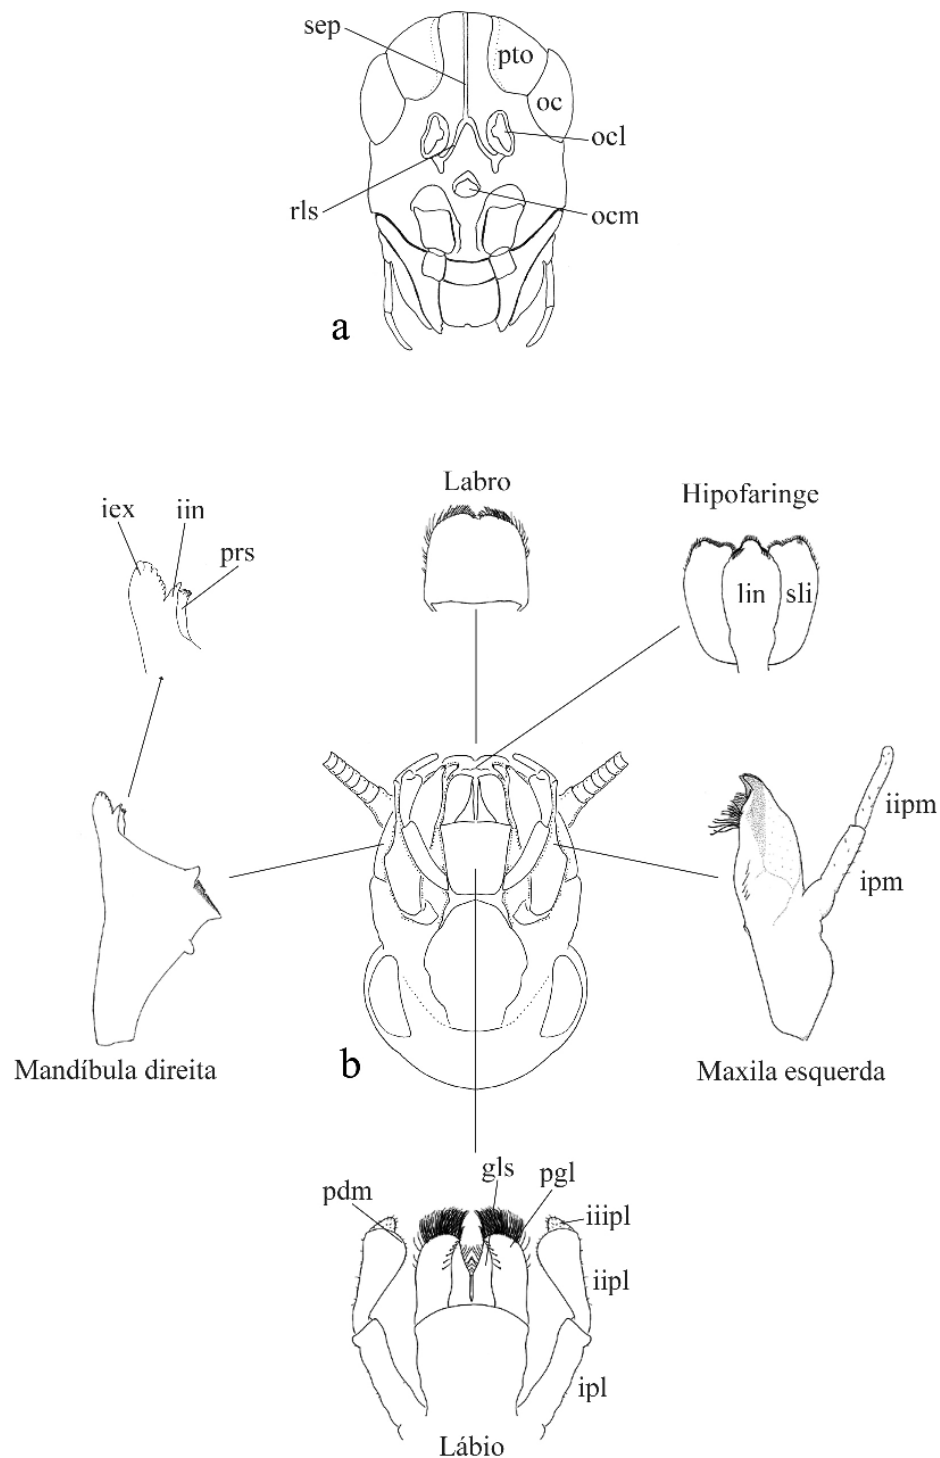 sep
pto
oc
ocl
rls
ocm
a
Labro
Hipofaringe
iex
iin
prs
lin
sli
iipm
ipm
Mandíbula direita
b
Maxila esquerda
gls
pgl
pdm
iiipl
iipl
ipl
Lábio